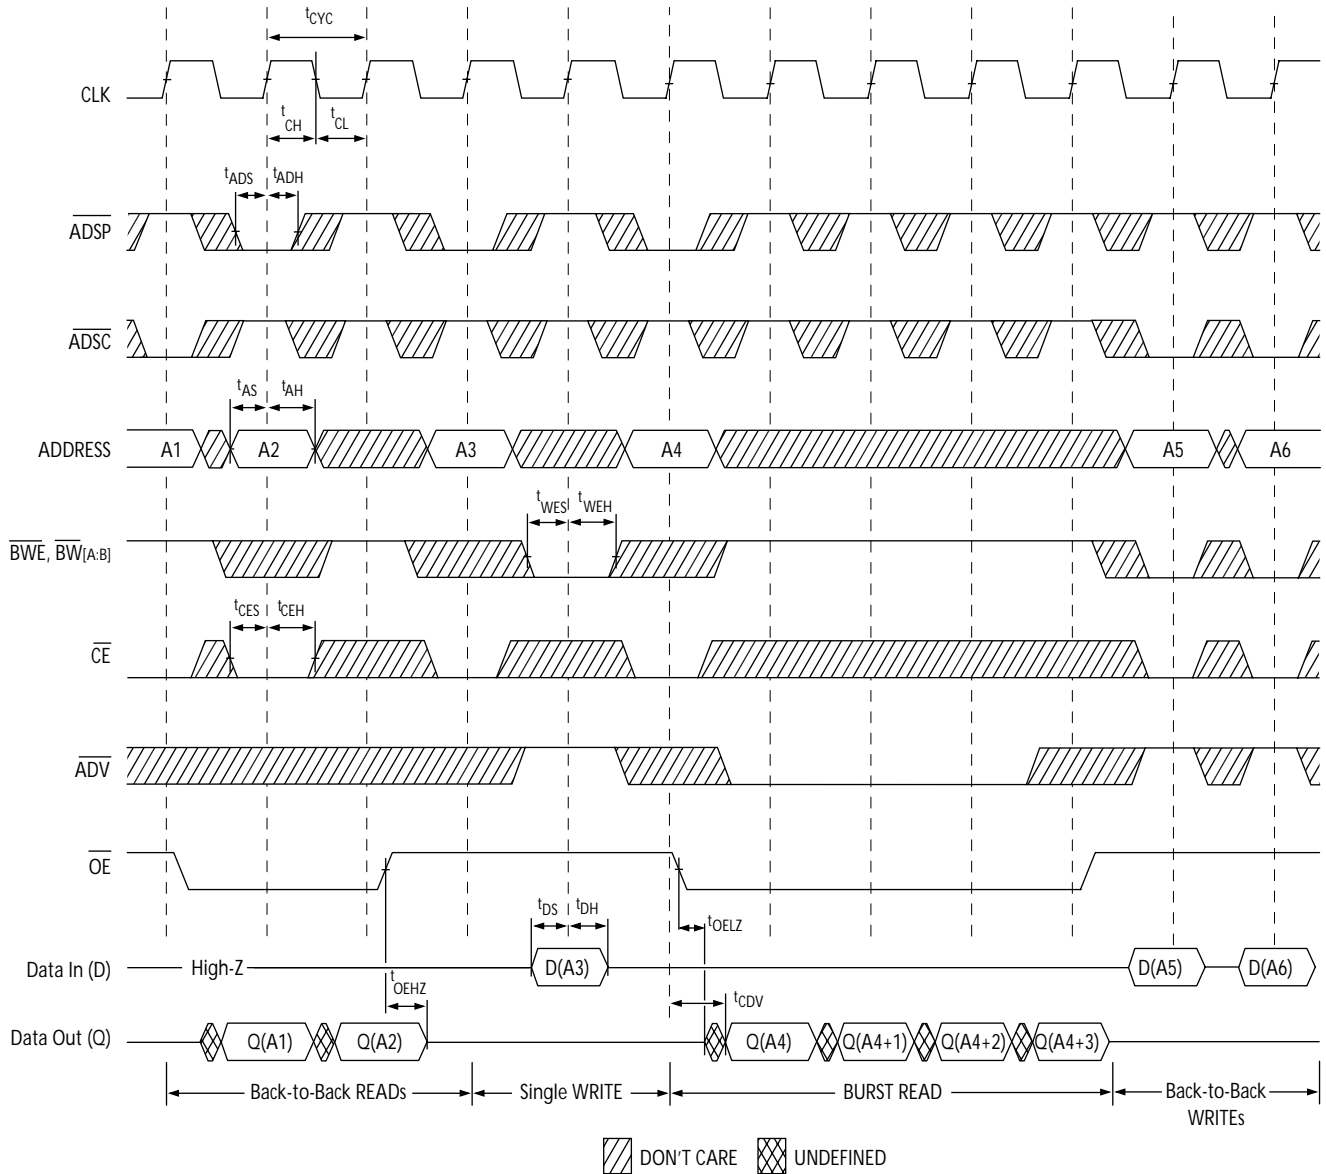 tCYC
CLK
tCH tCL
tADS tADH
ADSP
ADSC
tAS tAH
ADDRESS A1 A2 A3 A4 A5 A6
tWES tWEH
BWE, BW[A:B]
tCES tCEH
CE
ADV
OE
tDS tDH tOELZ
Data In (D) High-Z D(A3) D(A5) D(A6)
tOEHZ tCDV
Data Out (Q) Q(A1) Q(A2) Q(A4) Q(A4+1) Q(A4+2) Q(A4+3)
Back-to-Back READs Single WRITE BURST READ Back-to-Back
WRITEs
DON'T CARE UNDEFINED